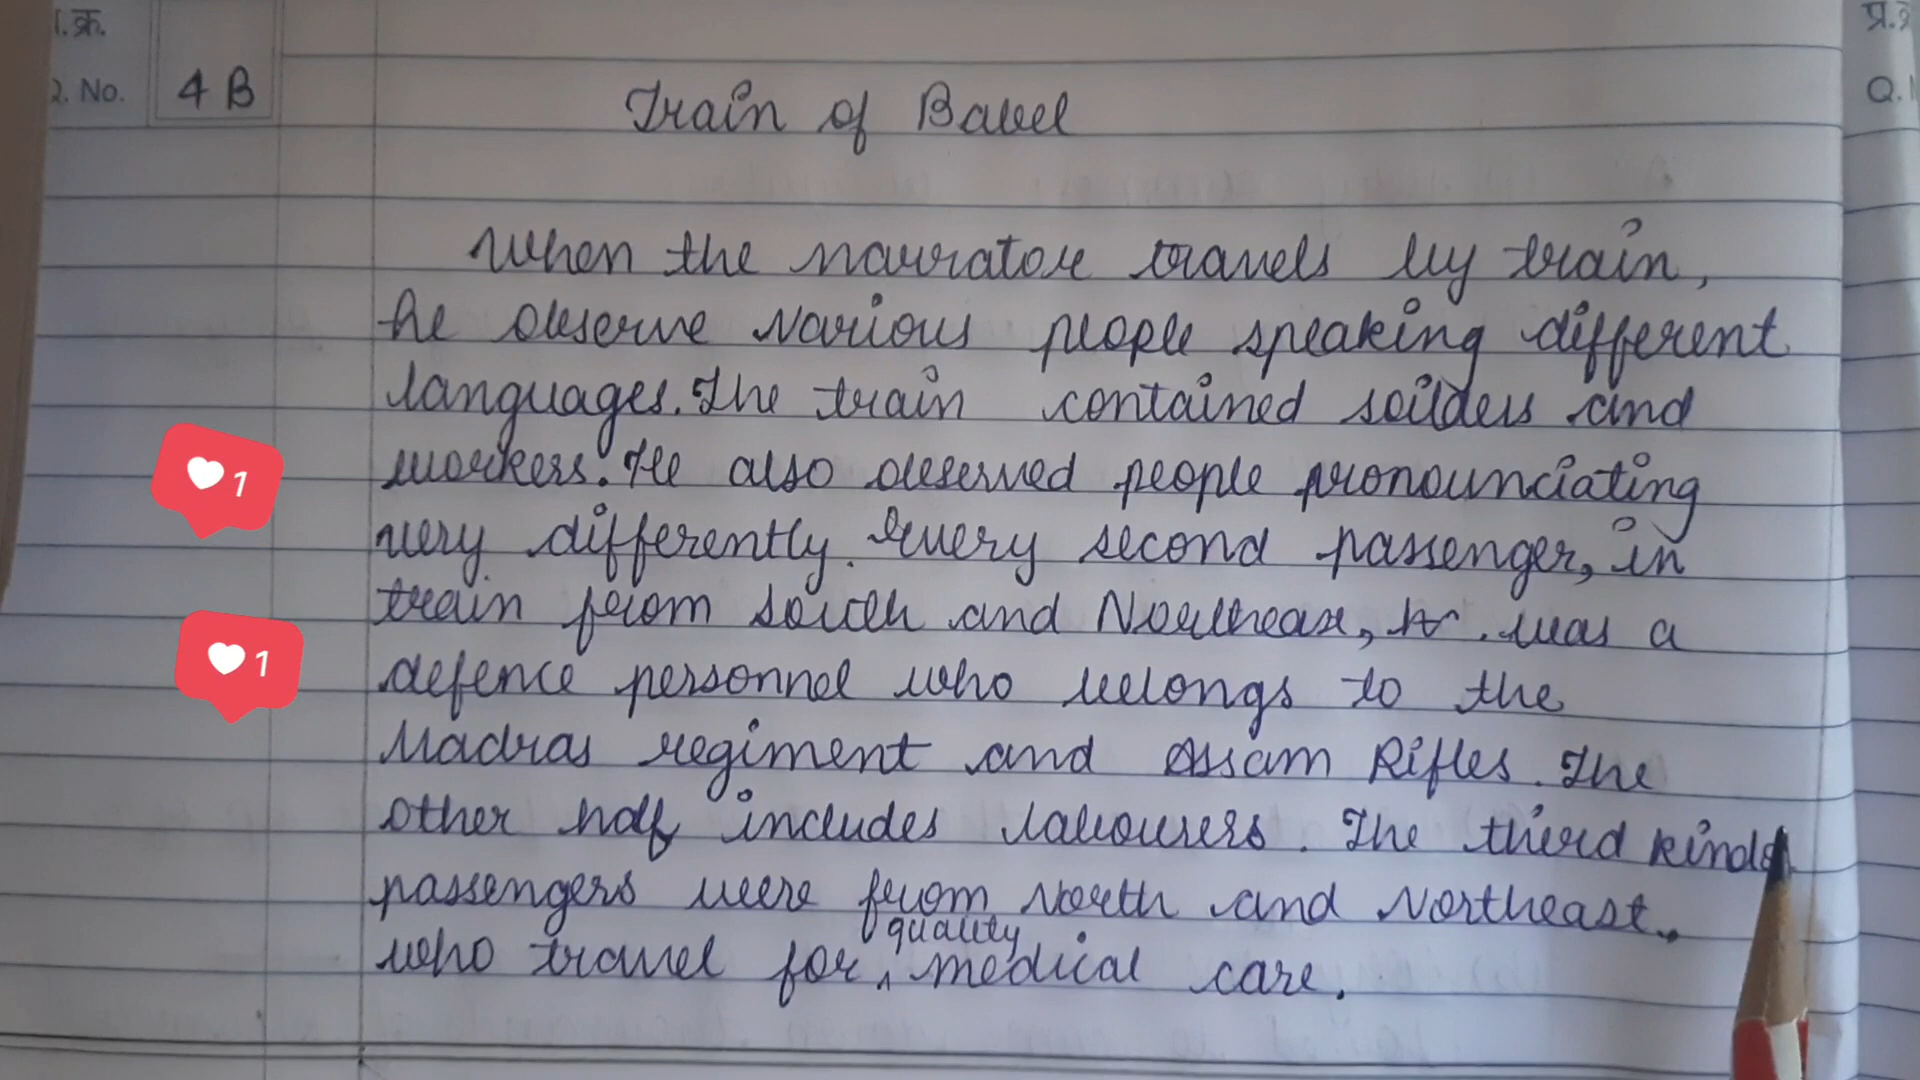 प्र.क्र.
Q. No.
4 B
Train of Babel
When the narrator travels by train,
he observe various people speaking different
languages. The train contained soilders and
workers. He also observed people pronounciating
very differently. Every second passenger, in
train from South and Northeast, was a
defence personnel who belongs to the
Madras regiment and Assam Rifles. The
other half includes labourers. The third kind
passengers were from North and Northeast.
who travel for quality medical care.
1
1
Q.